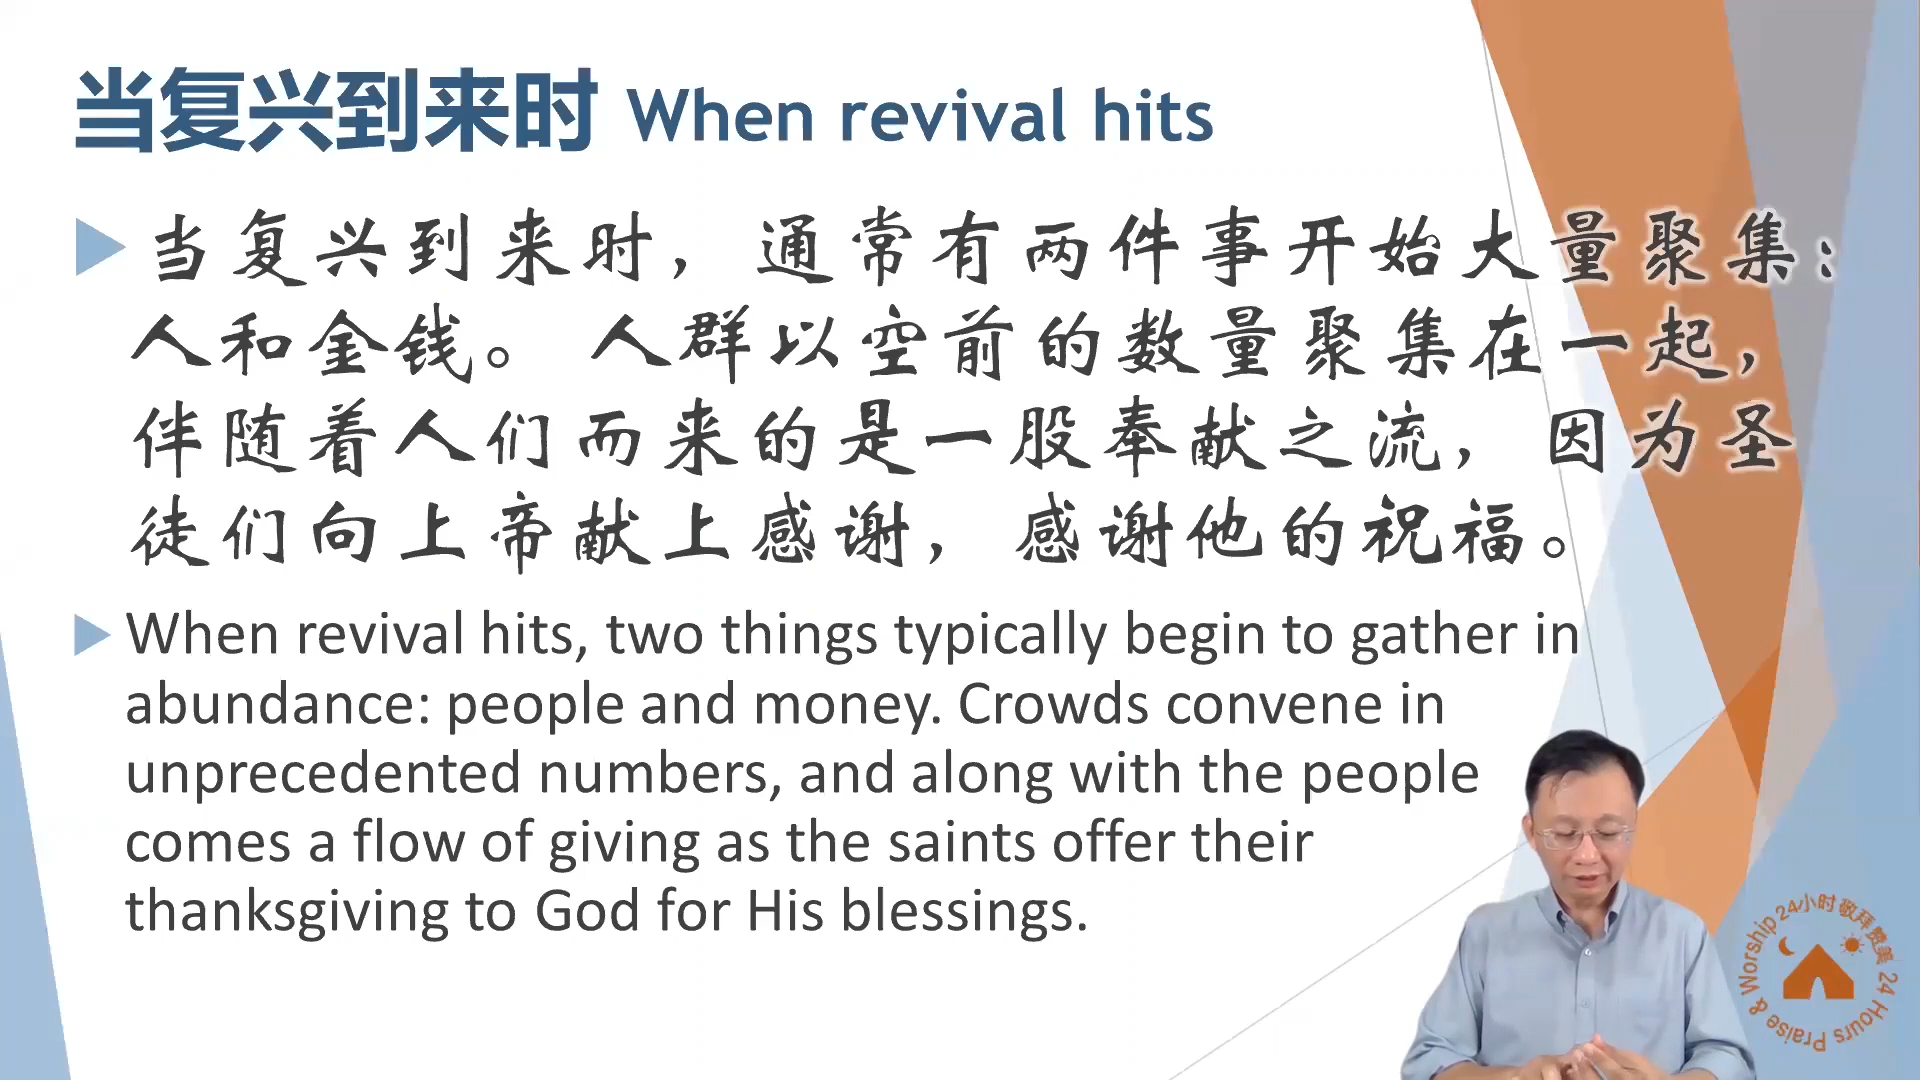 当复兴到来时 When revival hits
当复兴到来时，通常有两件事开始大量聚集：
人和金钱。 人群以空前的数量聚集在一起，
伴随着人们而来的是一股奉献之流，因为圣
徒们向上帝献上感谢，感谢他的祝福。
When revival hits, two things typically begin to gather in
abundance: people and money. Crowds convene in
unprecedented numbers, and along with the people
comes a flow of giving as the saints offer their
thanksgiving to God for His blessings.
24小时敬拜赞美 24 Hours Praise & Worship